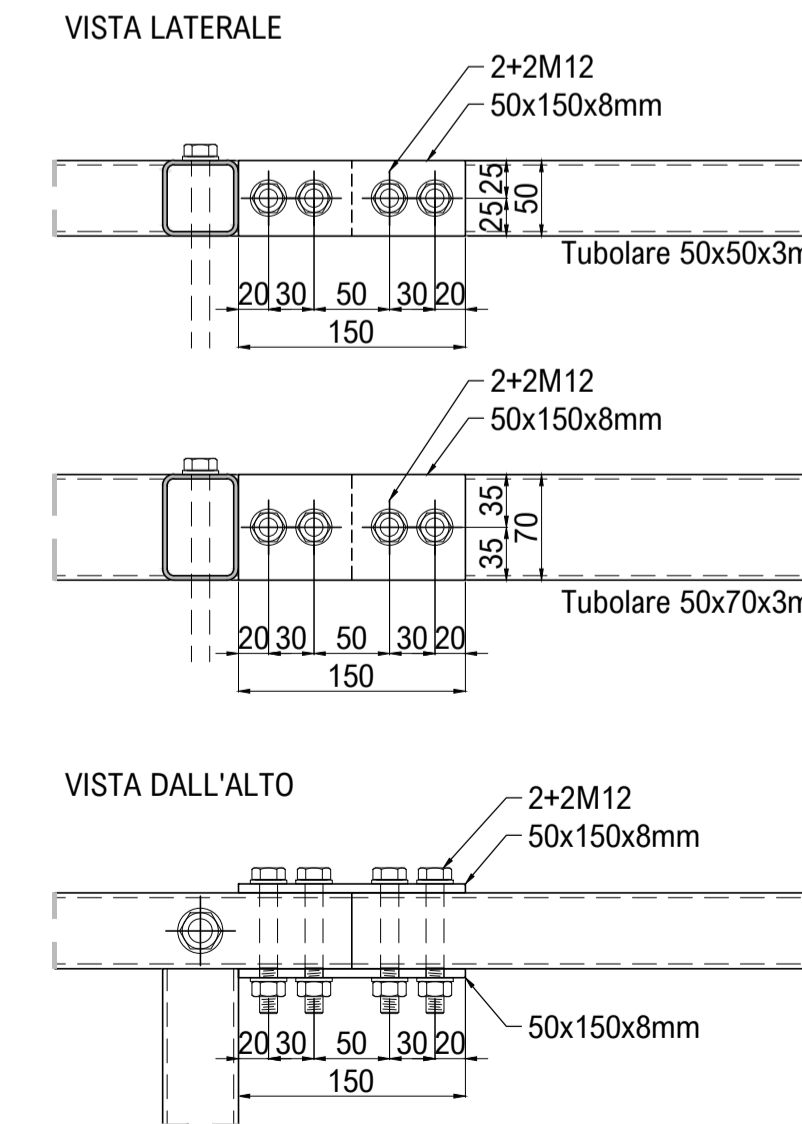 VISTA LATERALE
2+2M12
50x150x8mm
25
25
50
Tubolare 50x50x3m
20 30 50 30 20
150
2+2M12
50x150x8mm
35
35
70
Tubolare 50x70x3m
20 30 50 30 20
150
VISTA DALL'ALTO
2+2M12
50x150x8mm
50x150x8mm
20 30 50 30 20
150